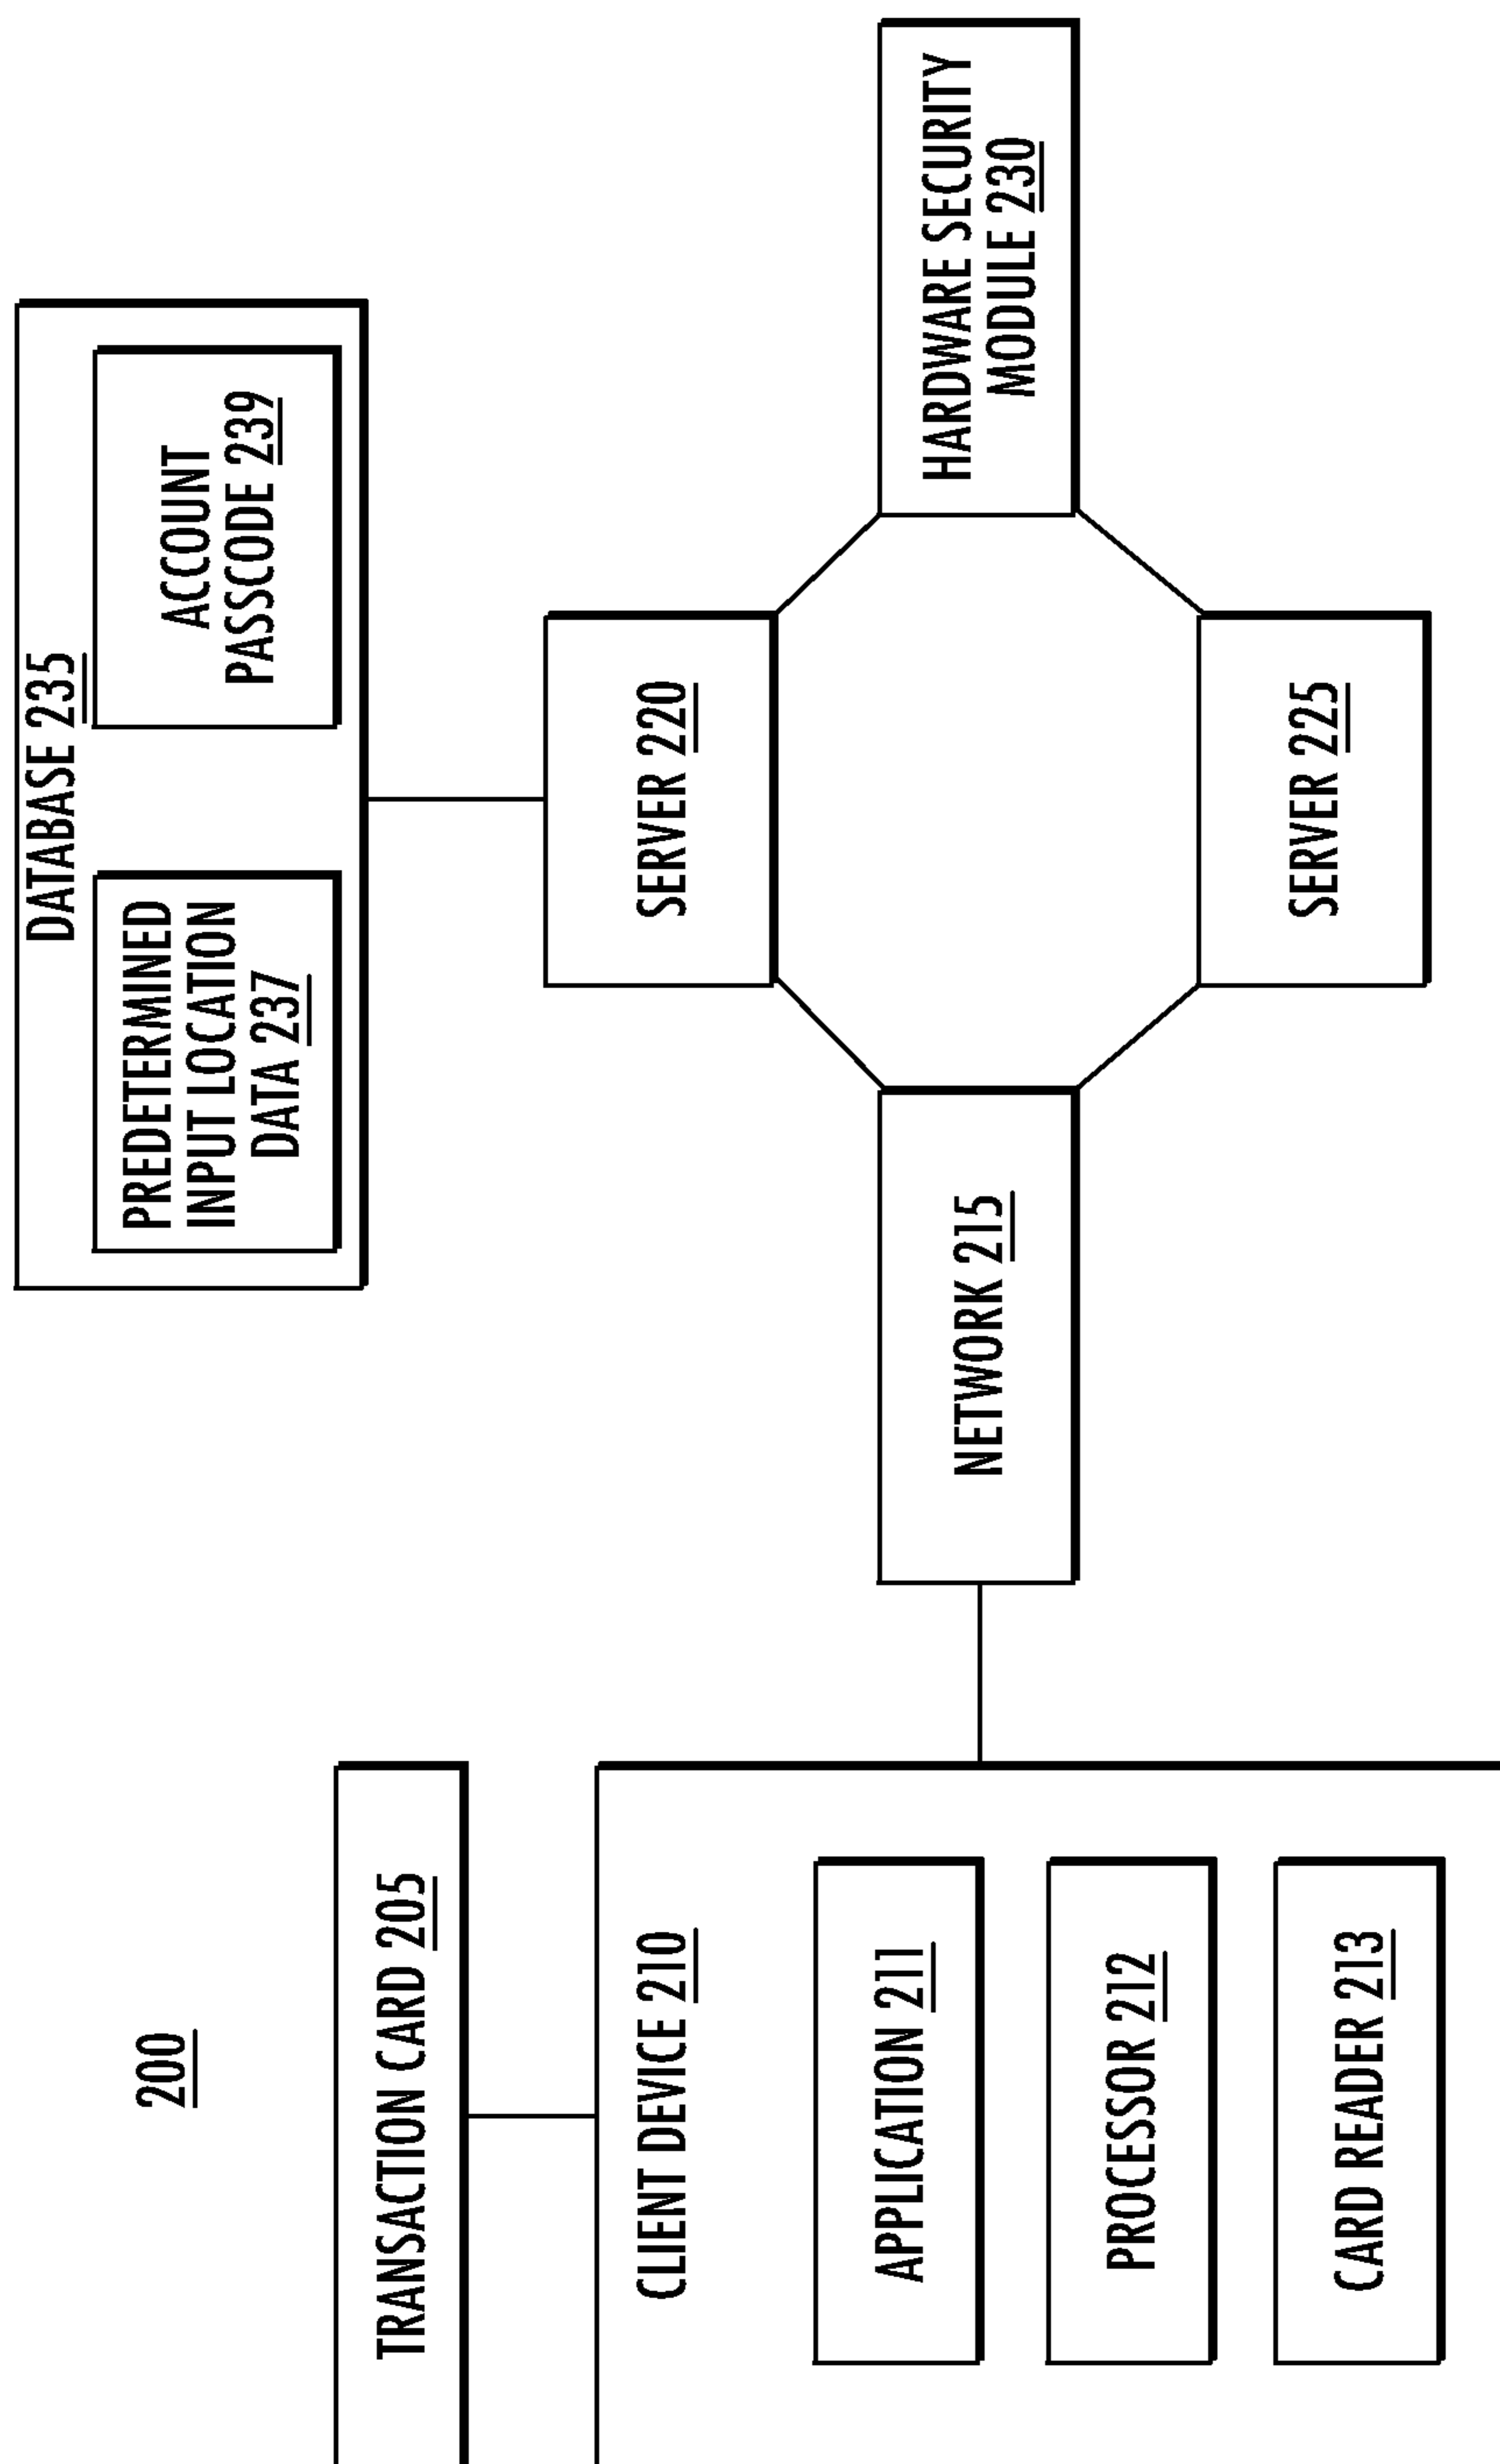 200
TRANSACTION CARD 205
CLIENT DEVICE 210
APPLICATION 211
PROCESSOR 212
CARD READER 213
NETWORK 215
DATABASE 235
PREDETERMINED
INPUT LOCATION
DATA 237
ACCOUNT
PASSCODE 239
SERVER 220
SERVER 225
HARDWARE SECURITY
MODULE 230